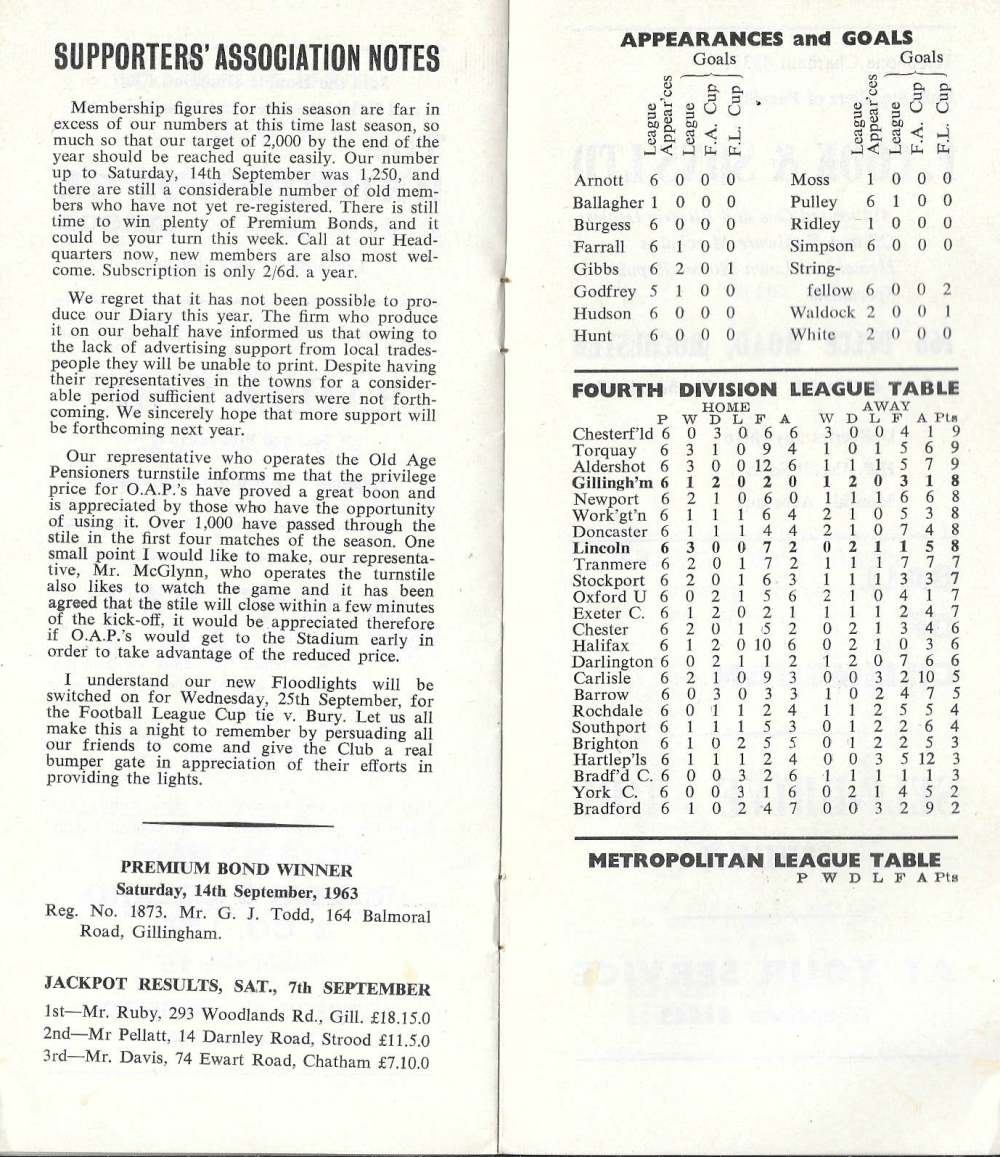 SUPPORTERS' ASSOCIATION NOTES
Membership figures for this season are far in
excess of our numbers at this time last season, so
much so that our target of 2,000 by the end of the
year should be reached quite easily. Our number
up to Saturday, 14th September was 1,250, and
there are still a considerable number of old mem-
bers who have not yet re-registered. There is still
time to win plenty of Premium Bonds, and it
could be your turn this week. Call at our Head-
quarters now, new members are also most wel-
come. Subscription is only 2/6d. a year.
We regret that it has not been possible to pro-
duce our Diary this year. The firm who produce
it on our behalf have informed us that owing to
the lack of advertising support from local trades-
people they will be unable to print. Despite having
their representatives in the towns for a consider-
able period sufficient advertisers were not forth-
coming. We sincerely hope that more support will
be forthcoming next year.
Our representative who operates the Old Age
Pensioners turnstile informs me that the privilege
price for O.A.P.'s have proved a great boon and
is appreciated by those who have the opportunity
of using it. Over 1,000 have passed through the
stile in the first four matches of the season. One
small point I would like to make, our representa-
tive, Mr. McGlynn, who operates the turnstile
also likes to watch the game and it has been
agreed that the stile will close within a few minutes
of the kick-off, it would be appreciated therefore
if O.A.P.'s would get to the Stadium early in
order to take advantage of the reduced price.
I understand our new Floodlights will be
switched on for Wednesday, 25th September, for
the Football League Cup tie v. Bury. Let us all
make this a night to remember by persuading all
our friends to come and give the Club a real
bumper gate in appreciation of their efforts in
providing the lights.
PREMIUM BOND WINNER
Saturday, 14th September, 1963
Reg. No. 1873. Mr. G. J. Todd, 164 Balmoral
Road, Gillingham.
JACKPOT RESULTS, SAT., 7th SEPTEMBER
1st—Mr. Ruby, 293 Woodlands Rd., Gill. £18.15.0
2nd—Mr Pellatt, 14 Darnley Road, Strood £11.5.0
3rd—Mr. Davis, 74 Ewart Road, Chatham £7.10.0
APPEARANCES and GOALS
Goals Goals
League Appear'ces League F.A. Cup F.L. Cup League Appear'ces League F.A. Cup F.L. Cup
Arnott 6 0 0 0 Moss 1 0 0 0
Ballagher 1 0 0 0 Pulley 6 1 0 0
Burgess 6 0 0 0 Ridley 1 0 0 0
Farrall 6 1 0 0 Simpson 6 0 0 0
Gibbs 6 2 0 1 String-
Godfrey 5 1 0 0 fellow 6 0 0 2
Hudson 6 0 0 0 Waldock 2 0 0 1
Hunt 6 0 0 0 White 2 0 0 0
FOURTH DIVISION LEAGUE TABLE
HOME AWAY
P W D L F A W D L F A Pts
Chesterf'ld 6 0 3 0 6 6 3 0 0 4 1 9
Torquay 6 3 1 0 9 4 1 0 1 5 6 9
Aldershot 6 3 0 0 12 6 1 1 1 5 7 9
Gillingh'm 6 1 2 0 2 0 1 2 0 3 1 8
Newport 6 2 1 0 6 0 1 1 1 6 6 8
Work'gt'n 6 1 1 1 6 4 2 1 0 5 3 8
Doncaster 6 1 1 1 4 4 2 1 0 7 4 8
Lincoln 6 3 0 0 7 2 0 2 1 1 5 8
Tranmere 6 2 0 1 7 2 1 1 1 7 7 7
Stockport 6 2 0 1 6 3 1 1 1 3 3 7
Oxford U 6 0 2 1 5 6 2 1 0 4 1 7
Exeter C. 6 1 2 0 2 1 1 1 1 2 4 7
Chester 6 2 0 1 5 2 0 2 1 3 4 6
Halifax 6 1 2 0 10 6 0 2 1 0 3 6
Darlington 6 0 2 1 1 2 1 2 0 7 6 6
Carlisle 6 2 1 0 9 3 0 0 3 2 10 5
Barrow 6 0 3 0 3 3 1 0 2 4 7 5
Rochdale 6 0 1 1 2 4 1 1 2 5 5 4
Southport 6 1 1 1 5 3 0 1 2 2 6 4
Brighton 6 1 0 2 5 5 0 1 2 2 5 3
Hartlep'ls 6 1 1 1 2 4 0 0 3 5 12 3
Bradf'd C. 6 0 0 3 2 6 1 1 1 1 1 3
York C. 6 0 0 3 1 6 0 2 1 4 5 2
Bradford 6 1 0 2 4 7 0 0 3 2 9 2
METROPOLITAN LEAGUE TABLE
P W D L F A Pts